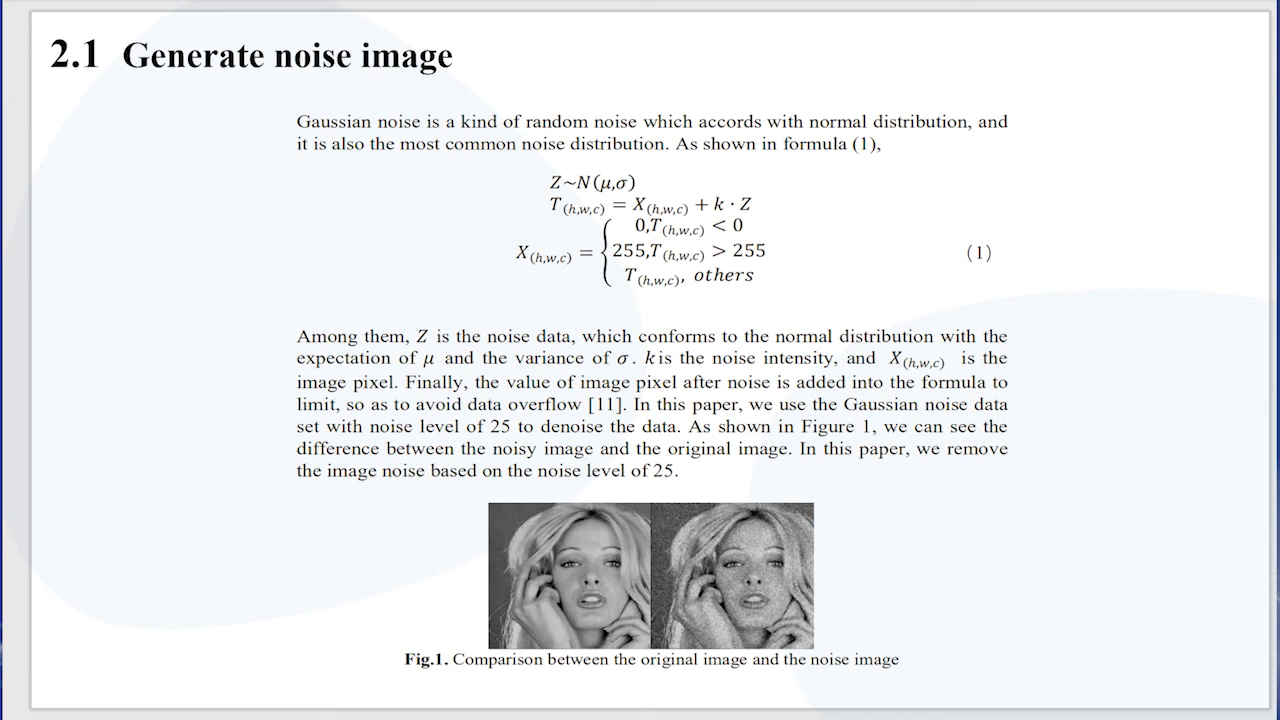 2.1 Generate noise image
Gaussian noise is a kind of random noise which accords with normal distribution, and
it is also the most common noise distribution. As shown in formula (1),
Z~N(μ,σ)
T(h,w,c) = X(h,w,c) + k · Z
0,T(h,w,c) < 0
X(h,w,c) = { 255,T(h,w,c) > 255 (1)
T(h,w,c), others
Among them, Z is the noise data, which conforms to the normal distribution with the
expectation of μ and the variance of σ. k is the noise intensity, and X(h,w,c) is the
image pixel. Finally, the value of image pixel after noise is added into the formula to
limit, so as to avoid data overflow [11]. In this paper, we use the Gaussian noise data
set with noise level of 25 to denoise the data. As shown in Figure 1, we can see the
difference between the noisy image and the original image. In this paper, we remove
the image noise based on the noise level of 25.
Fig.1. Comparison between the original image and the noise image